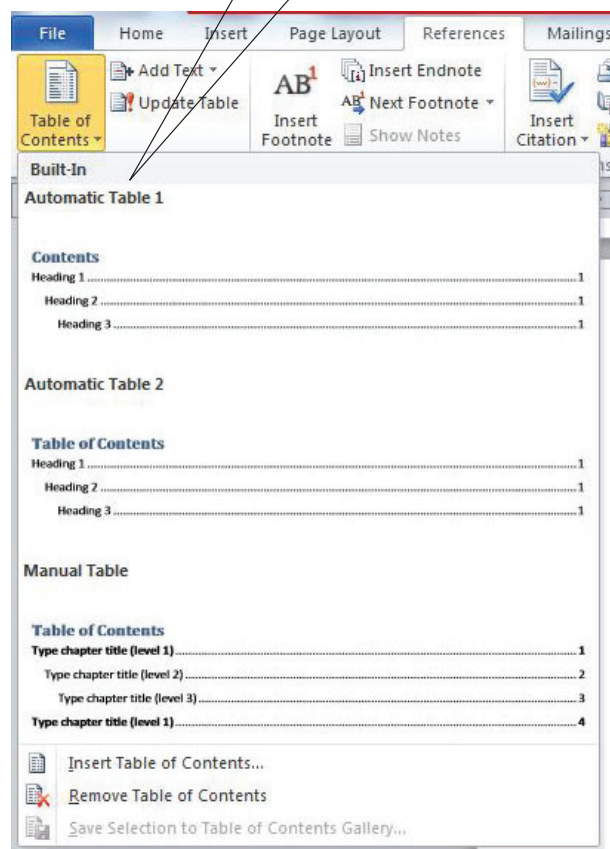 File Home Insert Page Layout References Mailings
Add Text
Update Table
Table of
Contents
AB1
Insert
Footnote
Insert Endnote
AB1 Next Footnote
Show Notes
Insert
Citation
Built-In
Automatic Table 1
Contents
Heading 1 ........ 1
Heading 2 ........ 1
Heading 3 ........ 1
Automatic Table 2
Table of Contents
Heading 1 ........ 1
Heading 2 ........ 1
Heading 3 ........ 1
Manual Table
Table of Contents
Type chapter title (level 1) ........ 1
Type chapter title (level 2) ........ 2
Type chapter title (level 3) ........ 3
Type chapter title (level 1) ........ 4
Insert Table of Contents...
Remove Table of Contents
Save Selection to Table of Contents Gallery...